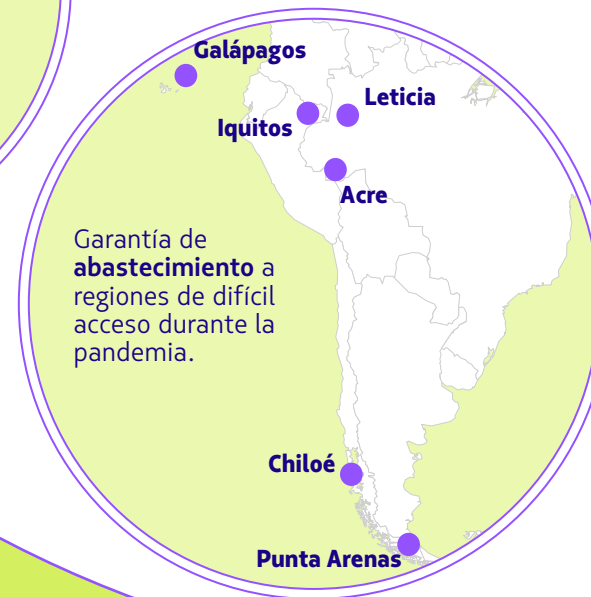 Galápagos
Leticia
Iquitos
Acre
Garantía de
abastecimiento a
regiones de difícil
acceso durante la
pandemia.
Chiloé
Punta Arenas